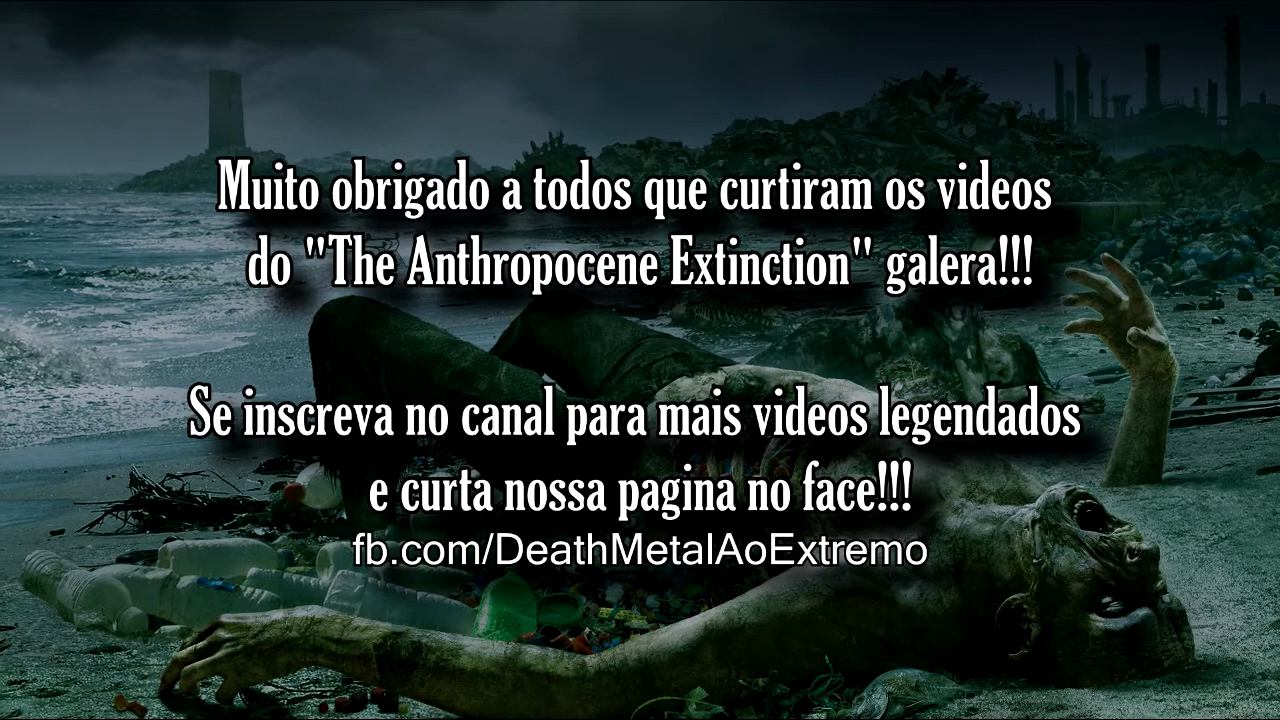 Muito obrigado a todos que curtiram os videos
do "The Anthropocene Extinction" galera!!!
Se inscreva no canal para mais videos legendados
e curta nossa pagina no face!!!
fb.com/DeathMetalAoExtremo